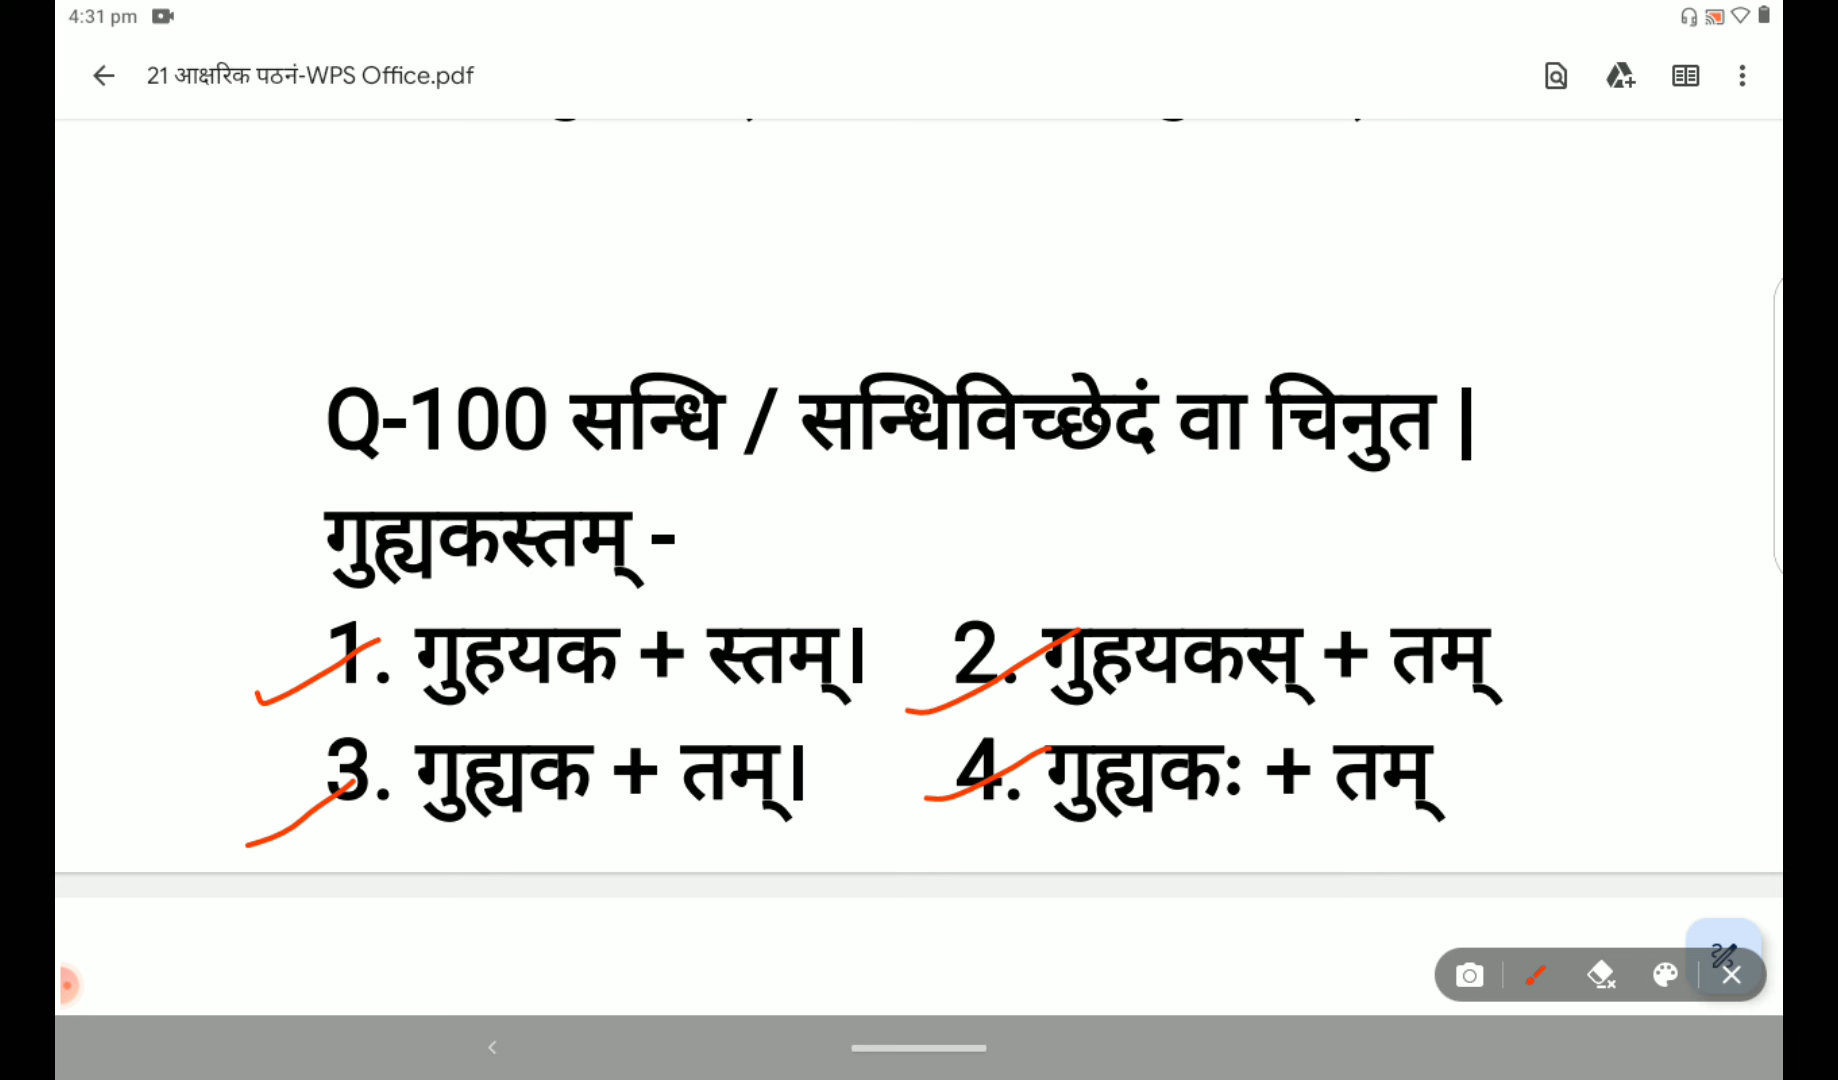 4:31 pm
21 आक्षरिक पठनं-WPS Office.pdf
Q-100 सन्धि / सन्धिविच्छेदं वा चिनुत |
गुह्यकस्तम् -
1. गुहयक + स्तम्। 2. गुहयकस् + तम्
3. गुह्यक + तम्। 4. गुह्यकः + तम्